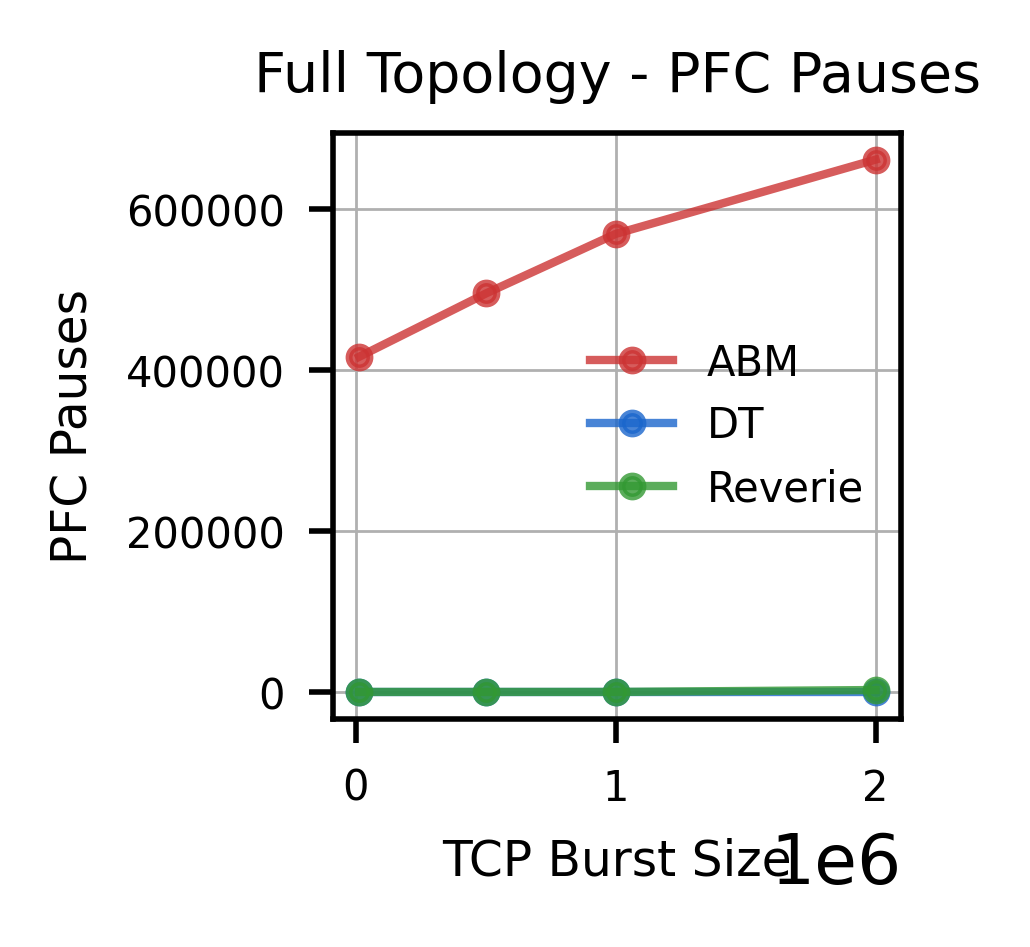 Full Topology - PFC Pauses
PFC Pauses
600000
400000
200000
0
ABM
DT
Reverie
0 1 2
TCP Burst Size
1e6